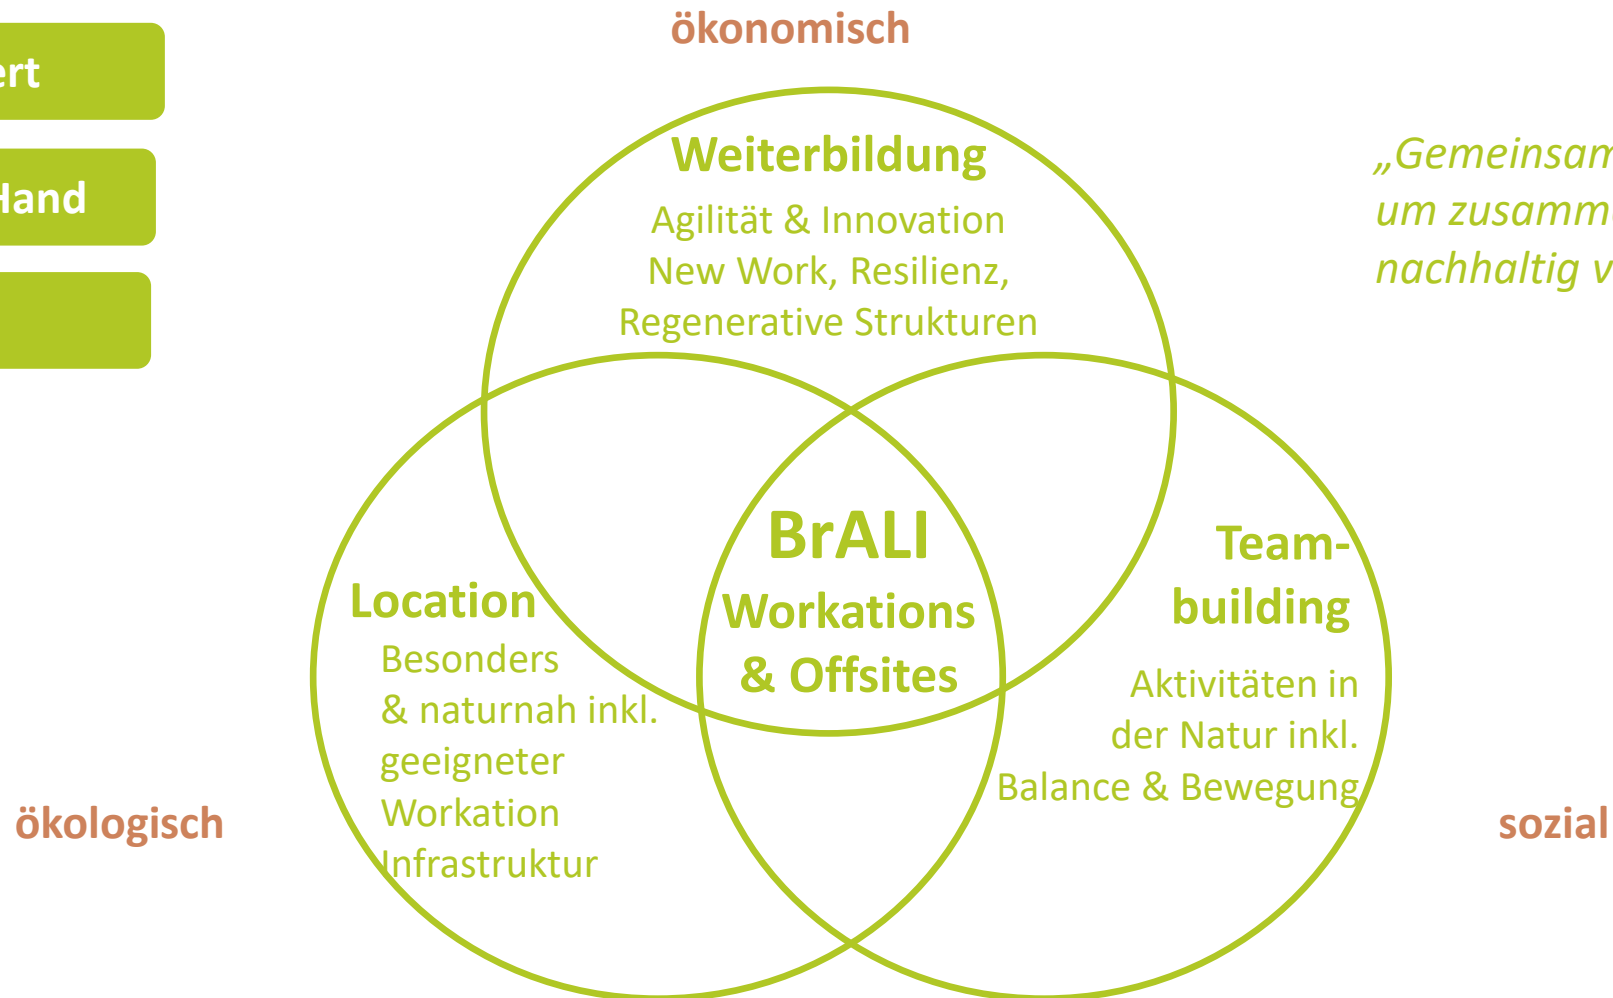 ökonomisch
ert
Hand
Weiterbildung
Agilität & Innovation
New Work, Resilienz,
Regenerative Strukturen
„Gemeinsam
um zusamm
nachhaltig v
BrALI
Workations
& Offsites
Location
Besonders
& naturnah inkl.
geeigneter
Workation
Infrastruktur
Team-
building
Aktivitäten in
der Natur inkl.
Balance & Bewegung
ökologisch
sozial